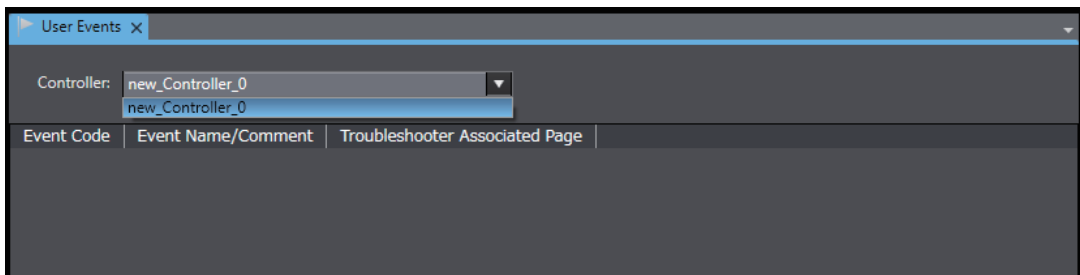 User Events
Controller: new_Controller_0
new_Controller_0
Event Code Event Name/Comment Troubleshooter Associated Page